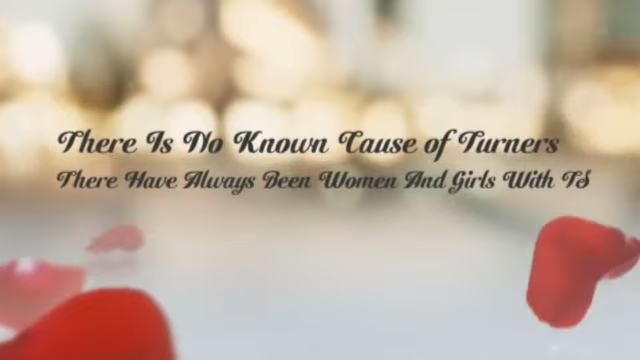 There Is No Known Cause of Turners
There Have Always Been Women And Girls With TS